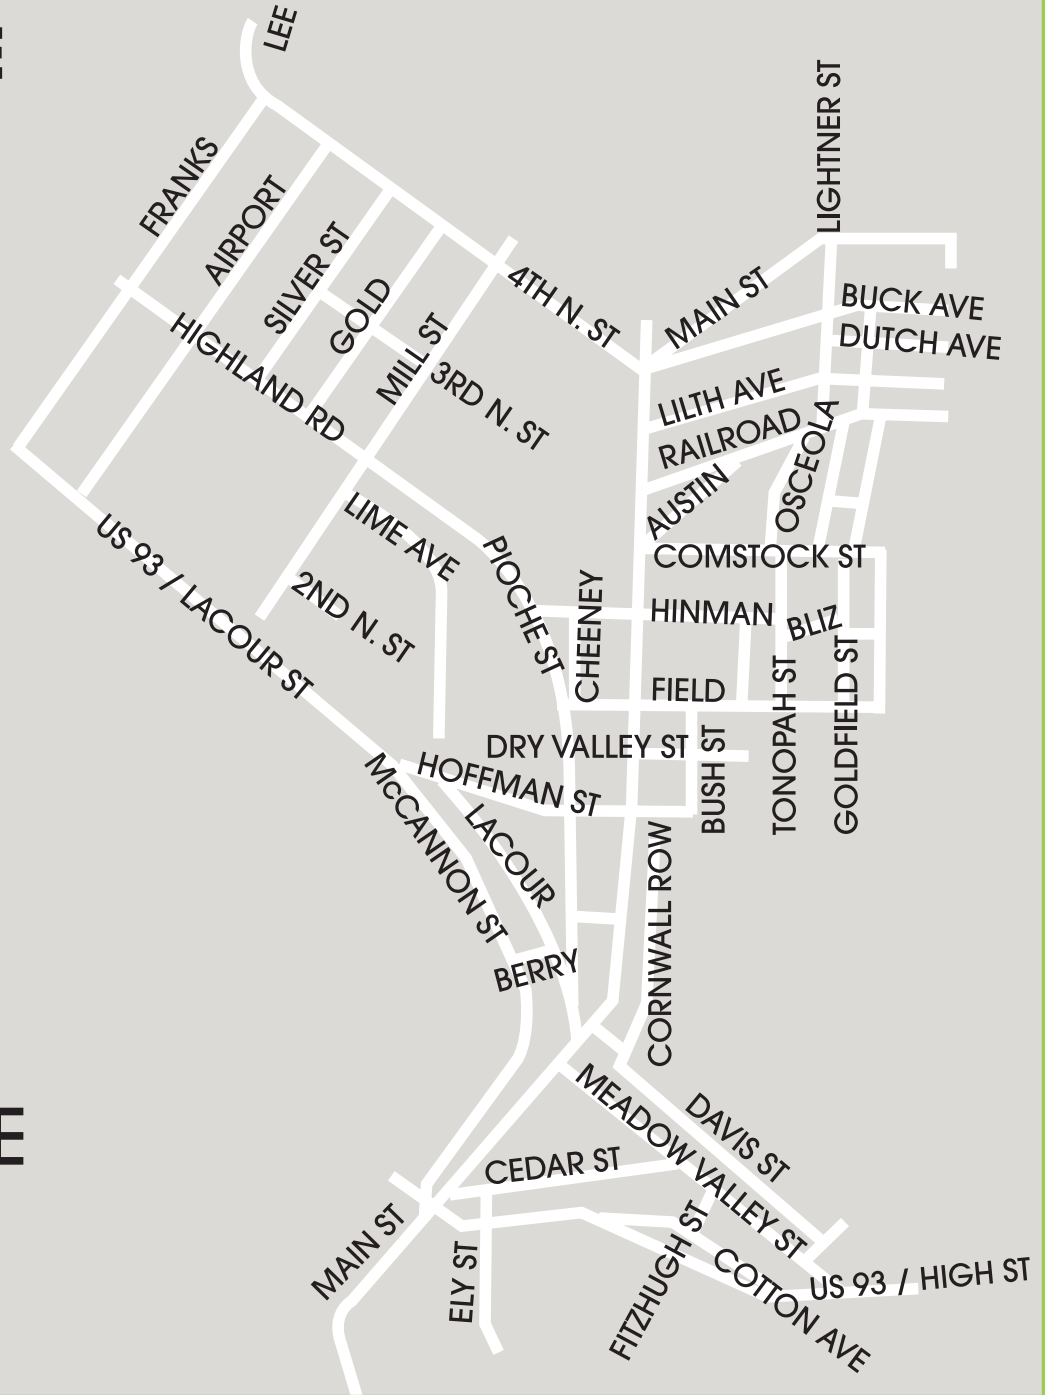 LEE
FRANKS
AIRPORT
SILVER ST
GOLD
MILL ST
4TH N. ST
MAIN ST
LIGHTNER ST
BUCK AVE
DUTCH AVE
HIGHLAND RD
3RD N. ST
LILTH AVE
RAILROAD
AUSTIN
OSCEOLA
COMSTOCK ST
US 93 / LACOUR ST
LIME AVE
2ND N. ST
PIOCHE ST
CHEENEY
HINMAN
BLIZ
FIELD
DRY VALLEY ST
BUSH ST
TONOPAH ST
GOLDFIELD ST
HOFFMAN ST
McCANNON ST
LACOUR
BERRY
CORNWALL ROW
MEADOW VALLEY ST
DAVIS ST
CEDAR ST
MAIN ST
ELY ST
FITZHUGH ST
COTTON AVE
US 93 / HIGH ST